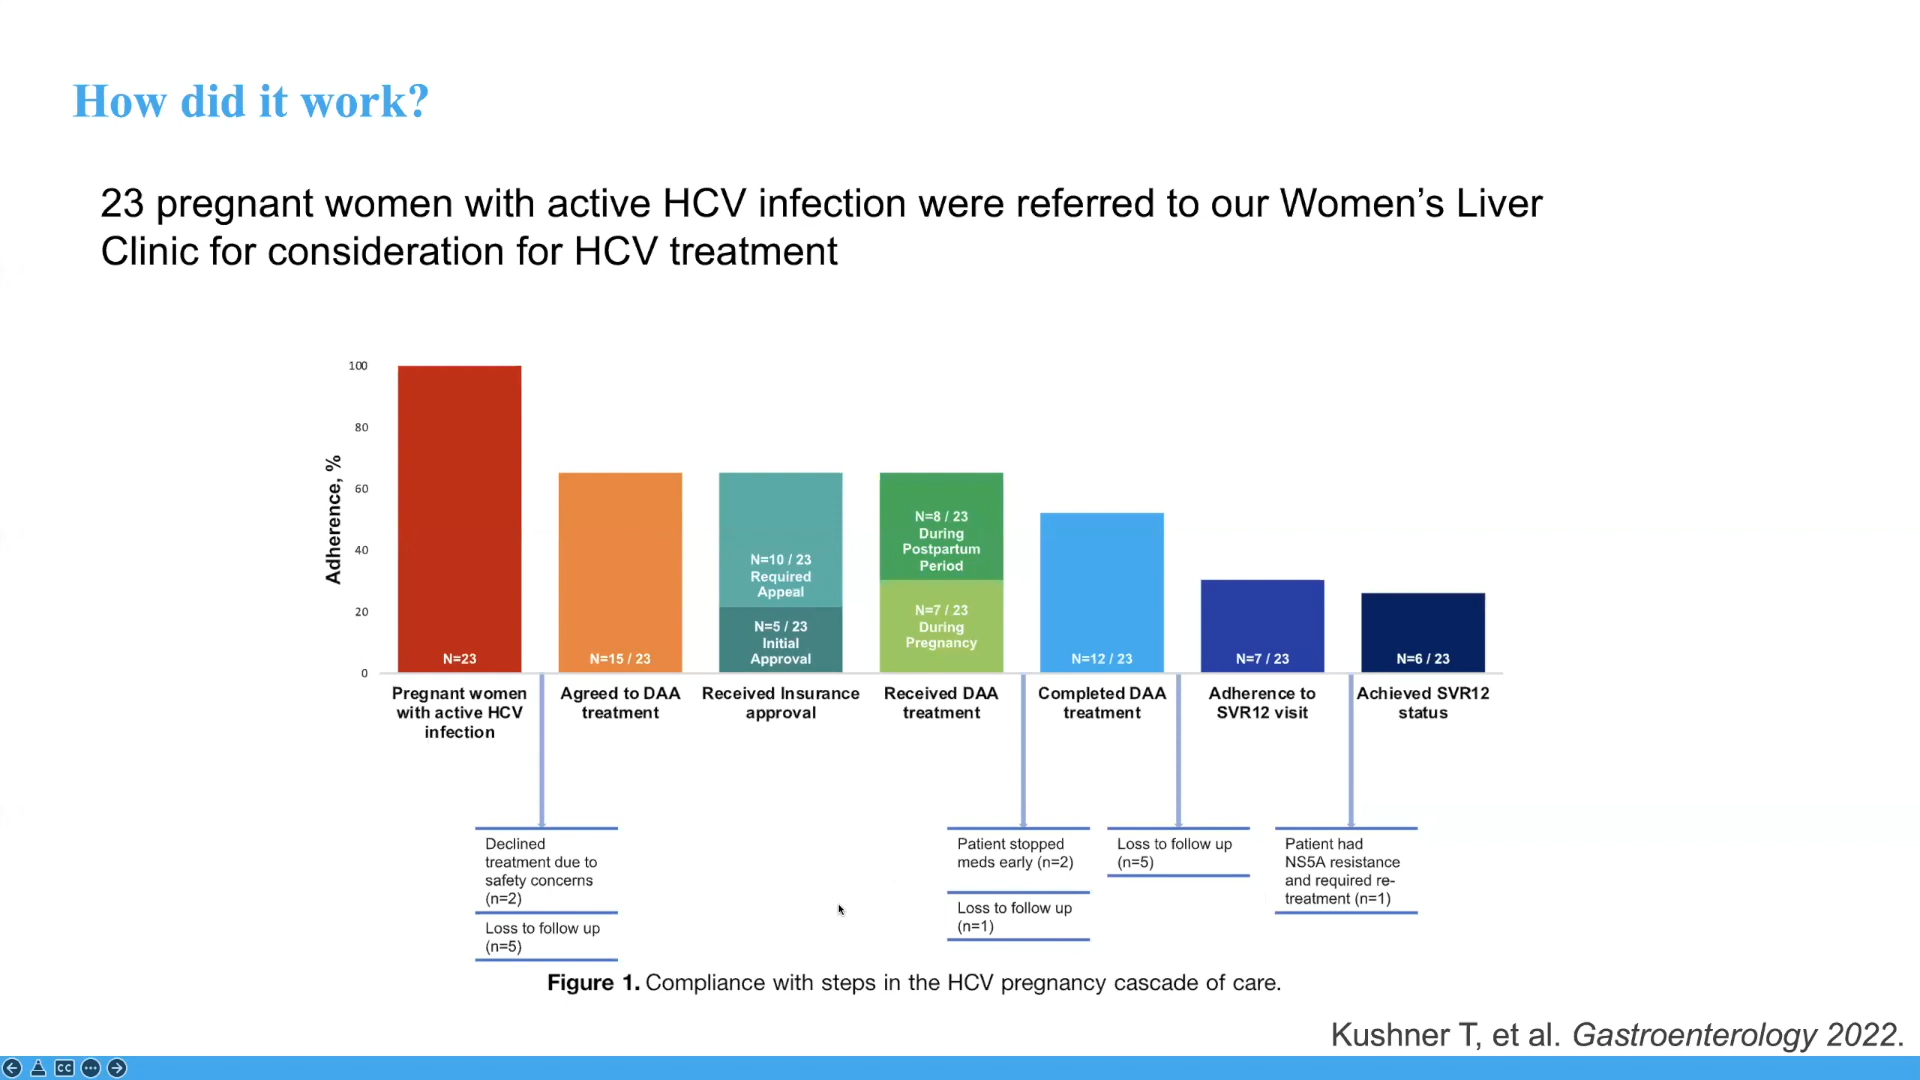 How did it work?
23 pregnant women with active HCV infection were referred to our Women's Liver
Clinic for consideration for HCV treatment
Adherence, %
100
80
60
40
20
0
N=23
N=15 / 23
N=10 / 23
Required
Appeal
N=5 / 23
Initial
Approval
N=8 / 23
During
Postpartum
Period
N=7 / 23
During
Pregnancy
N=12 / 23
N=7 / 23
N=6 / 23
Pregnant women
with active HCV
infection
Agreed to DAA
treatment
Received Insurance
approval
Received DAA
treatment
Completed DAA
treatment
Adherence to
SVR12 visit
Achieved SVR12
status
Declined
treatment due to
safety concerns
(n=2)
Loss to follow up
(n=5)
Patient stopped
meds early (n=2)
Loss to follow up
(n=1)
Loss to follow up
(n=5)
Patient had
NS5A resistance
and required re-
treatment (n=1)
Figure 1. Compliance with steps in the HCV pregnancy cascade of care.
Kushner T, et al. Gastroenterology 2022.
CC